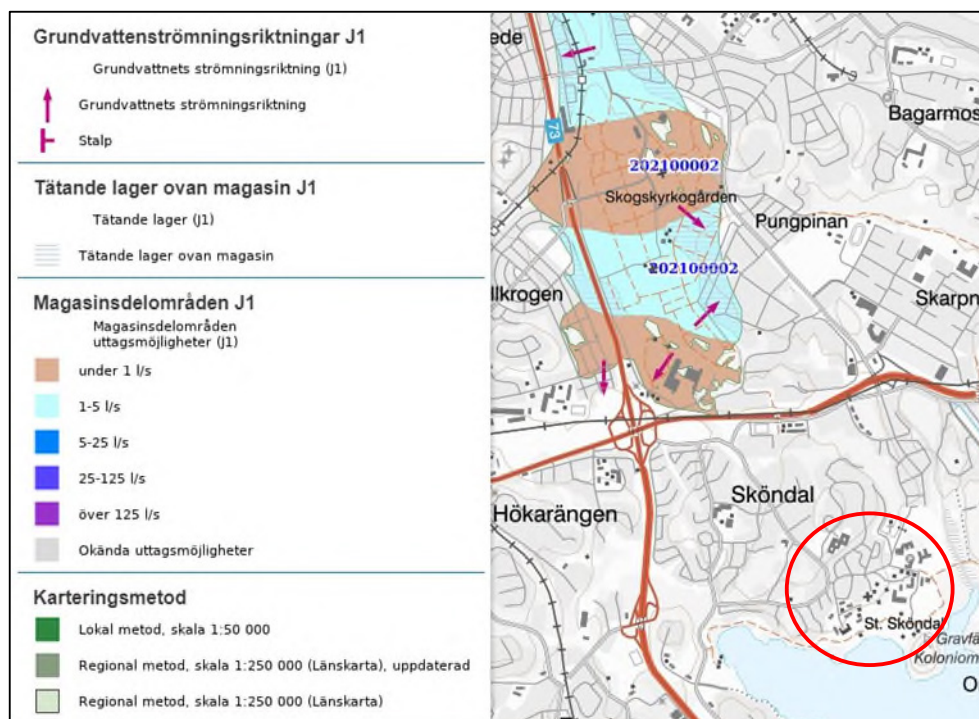 Grundvattenströmningsriktningar J1
Grundvattnets strömningsriktning (J1)
Grundvattnets strömningsriktning
Stalp
Tätande lager ovan magasin J1
Tätande lager (J1)
Tätande lager ovan magasin
Magasinsdelområden J1
Magasinsdelområden
uttagsmöjligheter (J1)
under 1 l/s
1-5 l/s
5-25 l/s
25-125 l/s
över 125 l/s
Okända uttagsmöjligheter
Karteringsmetod
Lokal metod, skala 1:50 000
Regional metod, skala 1:250 000 (Länskarta), uppdaterad
Regional metod, skala 1:250 000 (Länskarta)
ede
73
Bagarmos
202100002
Skogskyrkogården
Pungpinan
202100002
llkrogen
Skarpn
Sköndal
Hökarängen
St. Sköndal
Gravfä
Koloniom
O